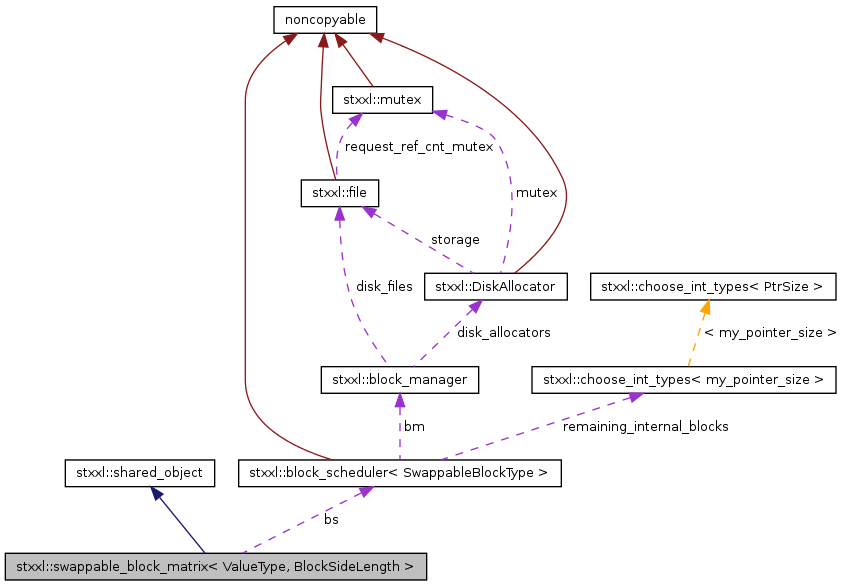 noncopyable
stxxl::mutex
request_ref_cnt_mutex
stxxl::file
mutex
storage
disk_files
stxxl::DiskAllocator
stxxl::choose_int_types< PtrSize >
disk_allocators
< my_pointer_size >
stxxl::block_manager
stxxl::choose_int_types< my_pointer_size >
bm
remaining_internal_blocks
stxxl::shared_object
stxxl::block_scheduler< SwappableBlockType >
bs
stxxl::swappable_block_matrix< ValueType, BlockSideLength >